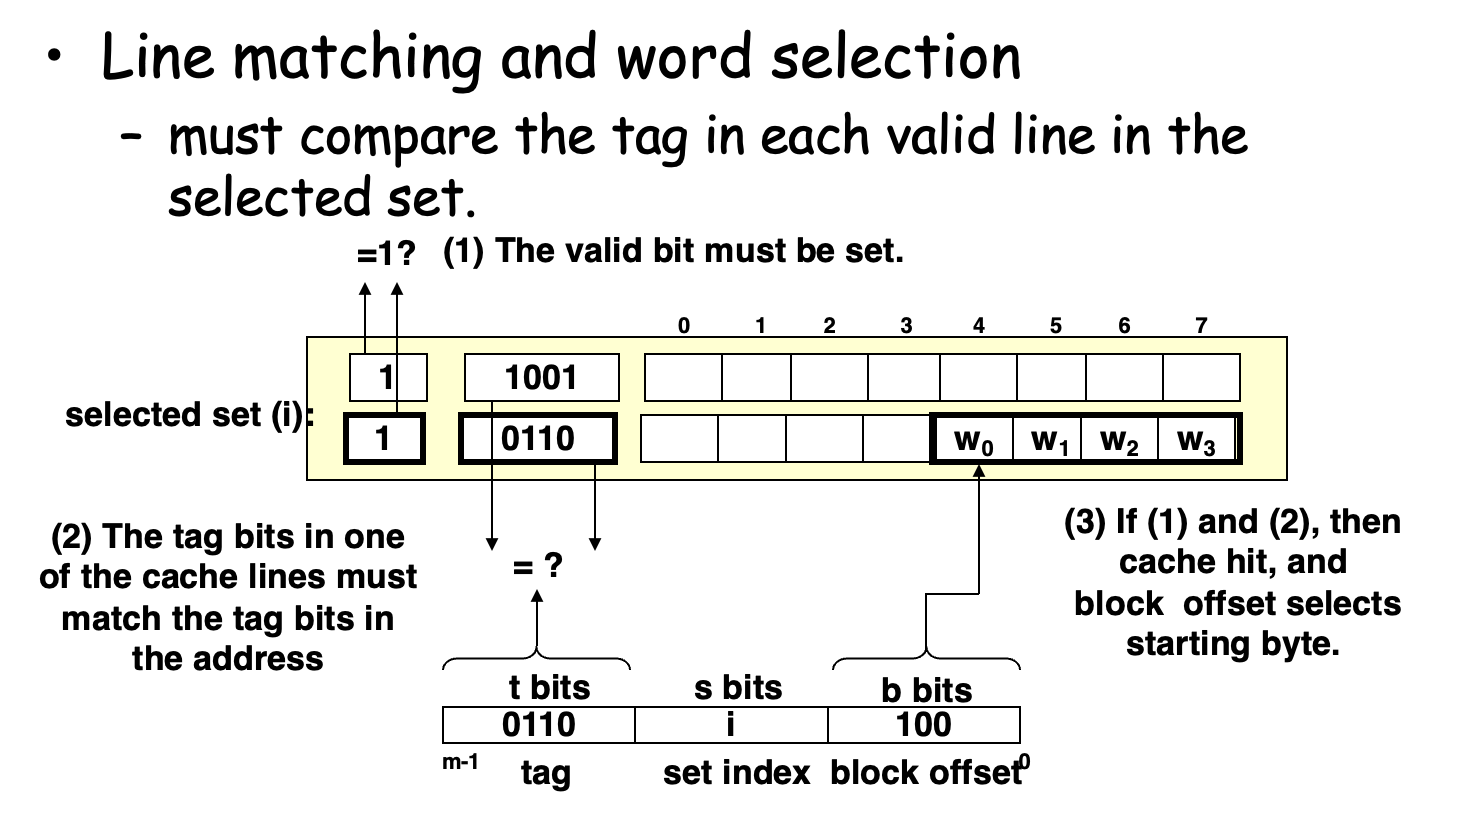 • Line matching and word selection
– must compare the tag in each valid line in the
selected set.
=1? (1) The valid bit must be set.
0 1 2 3 4 5 6 7
1 1001
selected set (i):
1 0110 w0 w1 w2 w3
(2) The tag bits in one
of the cache lines must
match the tag bits in
the address
= ?
(3) If (1) and (2), then
cache hit, and
block offset selects
starting byte.
t bits s bits b bits
0110 i 100
m-1 tag set index block offset 0